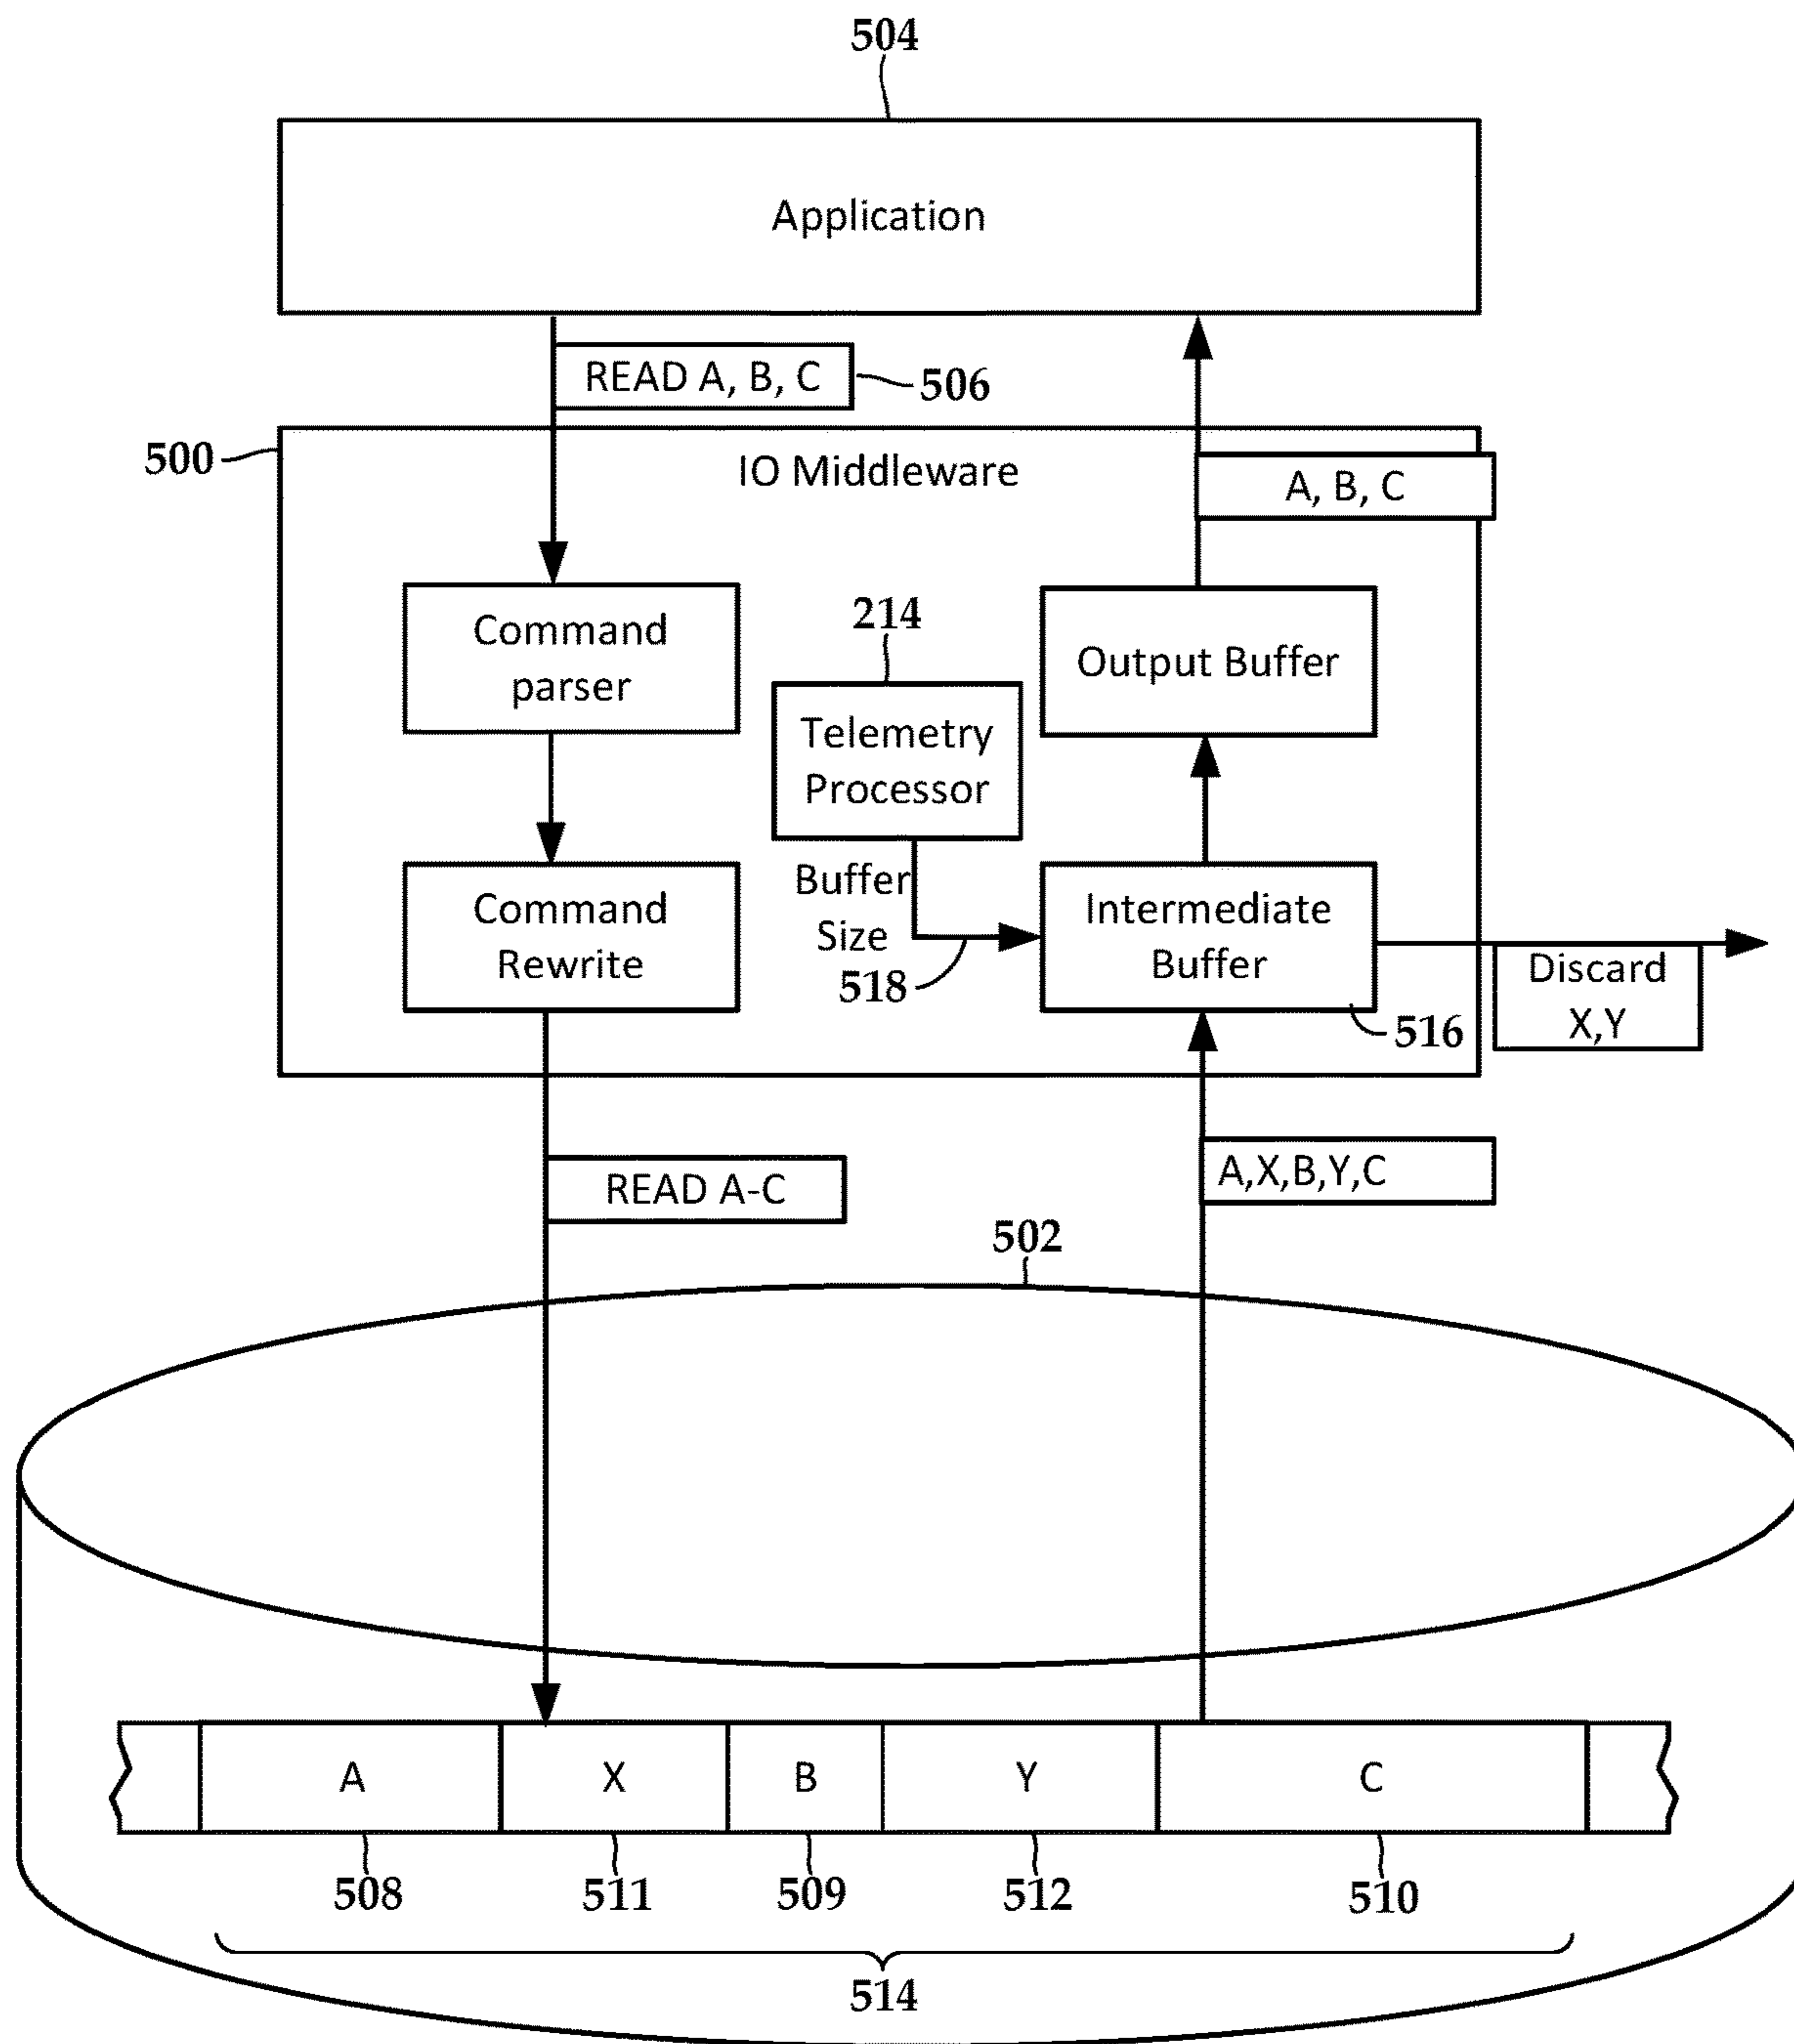 504
Application
READ A, B, C
506
500
IO Middleware
A, B, C
Command
parser
214
Output Buffer
Telemetry
Processor
Buffer
Size
518
Command
Rewrite
Intermediate
Buffer
516
Discard
X,Y
READ A-C
A,X,B,Y,C
502
A
X
B
Y
C
508
511
509
512
510
514